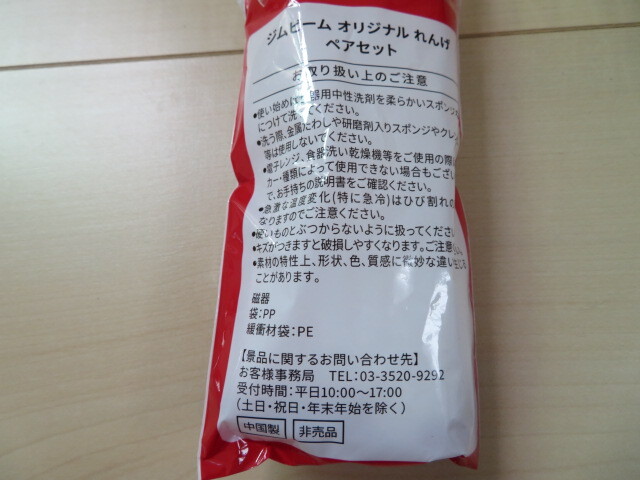 ジムビーム オリジナル れんげ
ペアセット
お取り扱い上のご注意
●使い始めは 器用中性洗剤を柔らかいスポンジ
につけて洗 てください。
●洗う際、金属たわしや研磨剤入りスポンジやクレ
等は使用しないでください。
●電子レンジ、食器洗い乾燥機等をご使用の際
カー・種類によって使用できない場合もござい
で、お手持ちの説明書をご確認ください。
●急激な温度変化(特に急冷)はひび割れの
なりますのでご注意ください。
●硬いものとぶつからないように扱ってくださ
●キズがつきますと破損しやすくなります。ご注意
●素材の特性上、形状、色、質感に微妙な違い 生じる
ことがあります。
磁器
袋:PP
緩衝材袋:PE
【景品に関するお問い合わせ先】
お客様事務局 TEL:03-3520-9292
受付時間:平日10:00～17:00
(土日・祝日・年末年始を除く)
中国製 非売品